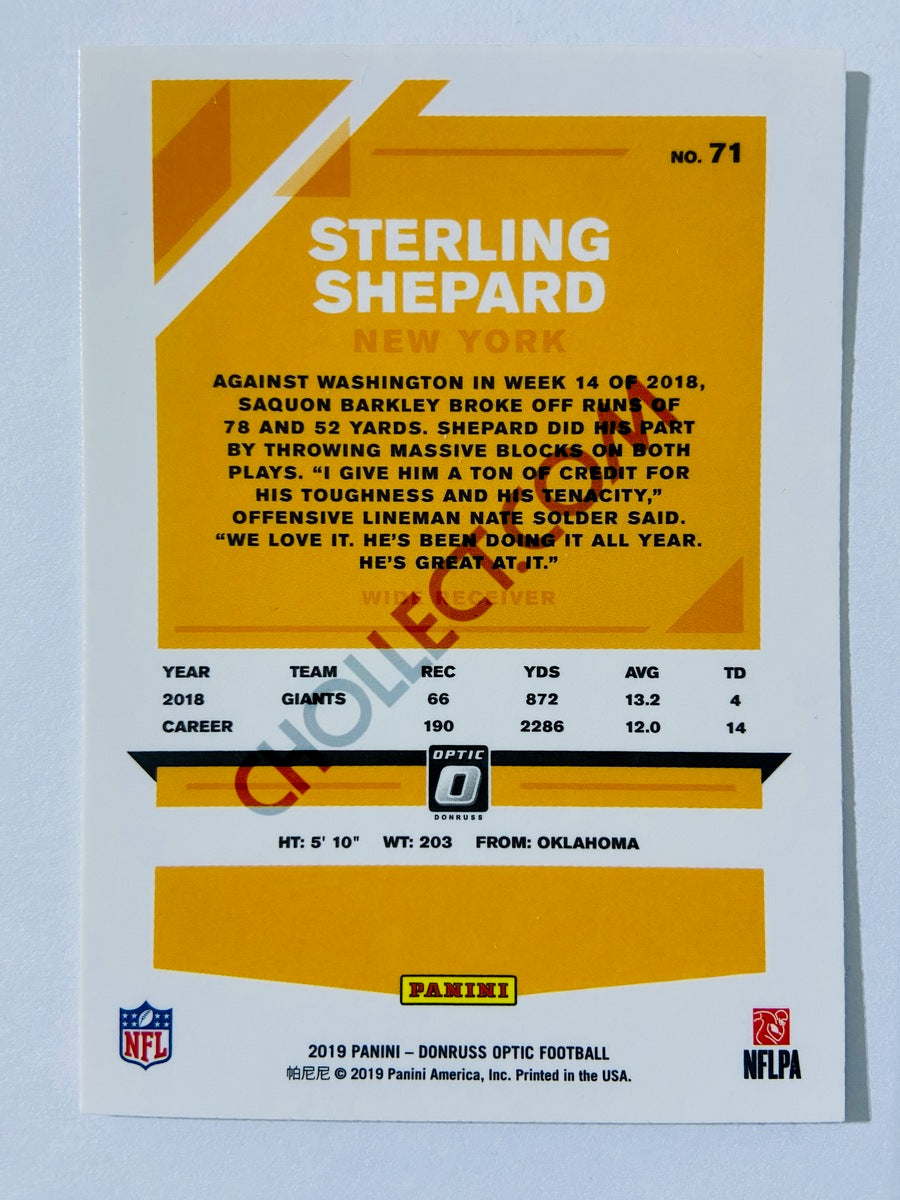 NO. 71
STERLING
SHEPARD
NEW YORK
AGAINST WASHINGTON IN WEEK 14 OF 2018,
SAQUON BARKLEY BROKE OFF RUNS OF
78 AND 52 YARDS. SHEPARD DID HIS PART
BY THROWING MASSIVE BLOCKS ON BOTH
PLAYS. “I GIVE HIM A TON OF CREDIT FOR
HIS TOUGHNESS AND HIS TENACITY,”
OFFENSIVE LINEMAN NATE SOLDER SAID.
“WE LOVE IT. HE’S BEEN DOING IT ALL YEAR.
HE’S GREAT AT IT.”
WIDE RECEIVER
CHOLLECT.COM
YEAR TEAM REC YDS AVG TD
2018 GIANTS 66 872 13.2 4
CAREER 190 2286 12.0 14
OPTIC
O
DONRUSS
HT: 5' 10" WT: 203 FROM: OKLAHOMA
PANINI
NFL
2019 PANINI – DONRUSS OPTIC FOOTBALL
帕尼尼 © 2019 Panini America, Inc. Printed in the USA.
NFLPA